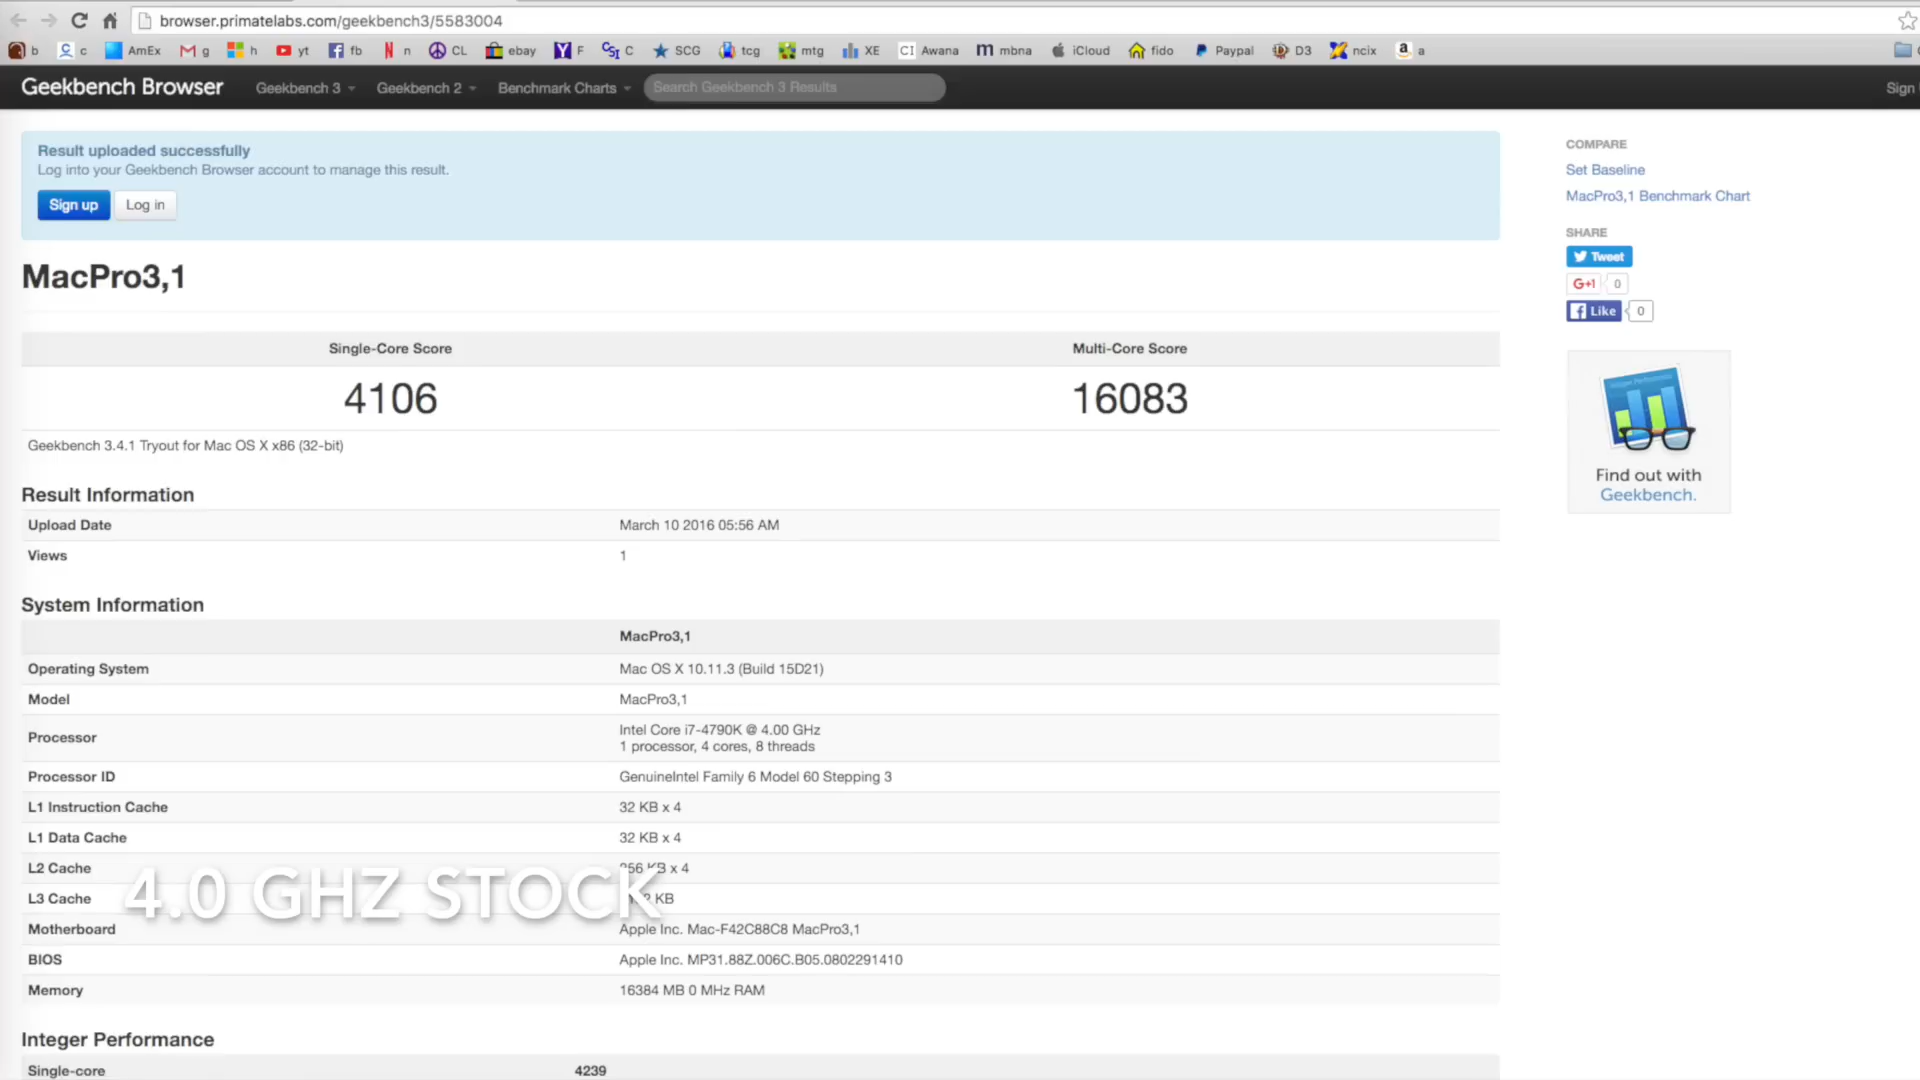 browser.primatelabs.com/geekbench3/5583004
b c AmEx g h yt fb n CL ebay F C SCG tcg mtg XE CI Awana mbna iCloud fido Paypal D3 ncix a
Geekbench Browser Geekbench 3 Geekbench 2 Benchmark Charts Search Geekbench 3 Results Sign
Result uploaded successfully
Log into your Geekbench Browser account to manage this result.
Sign up Log in
MacPro3,1
Single-Core Score Multi-Core Score
4106 16083
Geekbench 3.4.1 Tryout for Mac OS X x86 (32-bit)
Result Information
Upload Date March 10 2016 05:56 AM
Views 1
System Information
MacPro3,1
Operating System Mac OS X 10.11.3 (Build 15D21)
Model MacPro3,1
Processor Intel Core i7-4790K @ 4.00 GHz
1 processor, 4 cores, 8 threads
Processor ID GenuineIntel Family 6 Model 60 Stepping 3
L1 Instruction Cache 32 KB x 4
L1 Data Cache 32 KB x 4
L2 Cache 256 KB x 4
L3 Cache KB
4.0 GHZ STOCK
Motherboard Apple Inc. Mac-F42C88C8 MacPro3,1
BIOS Apple Inc. MP31.88Z.006C.B05.0802291410
Memory 16384 MB 0 MHz RAM
Integer Performance
Single-core 4239
COMPARE
Set Baseline
MacPro3,1 Benchmark Chart
SHARE
Tweet
G+1 0
Like 0
Find out with
Geekbench.